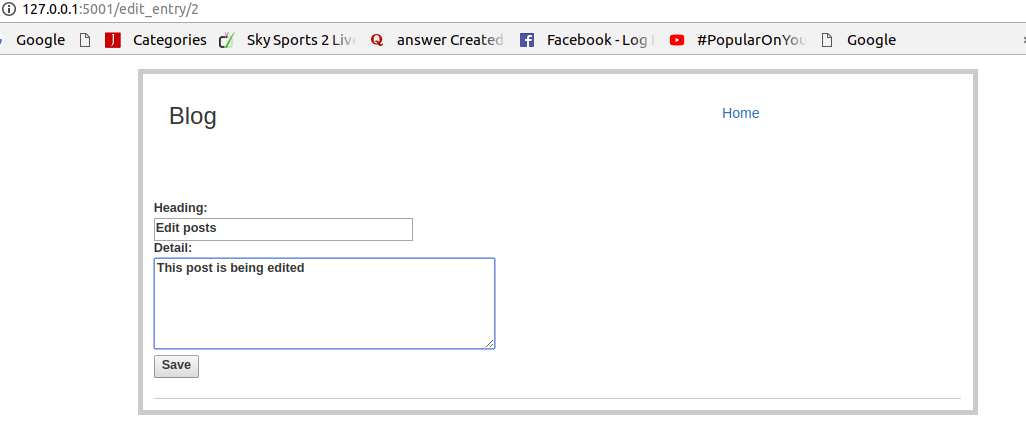 127.0.0.1:5001/edit_entry/2
Google Categories Sky Sports 2 Live answer Created Facebook - Log #PopularOnYou Google
Blog Home
Heading:
Edit posts
Detail:
This post is being edited
Save